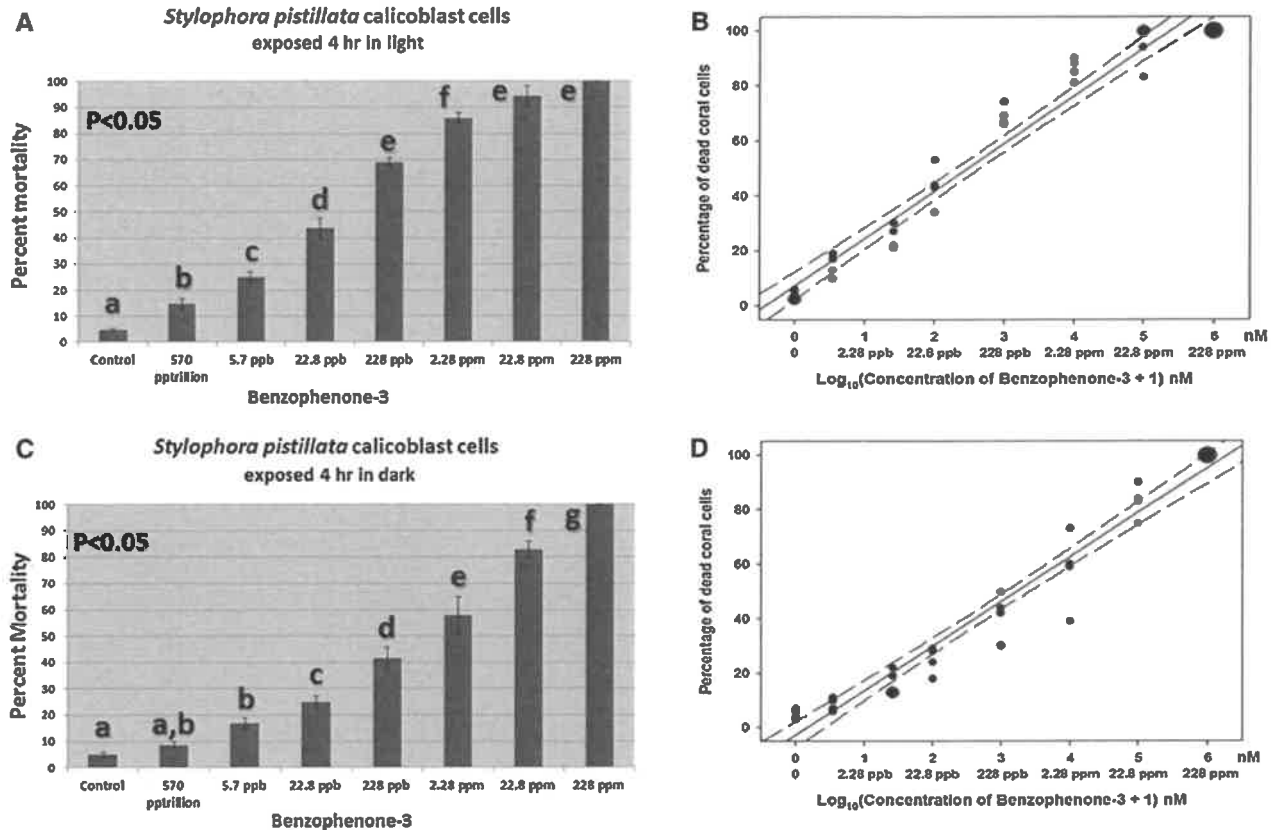 A
Stylophora pistillata calicoblast cells
exposed 4 hr in light
P<0.05
Percent mortality
100
90
80
70
60
50
40
30
20
10
0
a
b
c
d
e
f
e
e
Control
570 pptrillion
5.7 ppb
22.8 ppb
228 ppb
2.28 ppm
22.8 ppm
228 ppm
Benzophenone-3
B
Percentage of dead coral cells
100
80
60
40
20
0
0 1 2 3 4 5 6 nM
0 2.28 ppb 22.8 ppb 228 ppb 2.28 ppm 22.8 ppm 228 ppm
Log₁₀(Concentration of Benzophenone-3 + 1) nM
C
Stylophora pistillata calicoblast cells
exposed 4 hr in dark
P<0.05
Percent Mortality
100
90
80
70
60
50
40
30
20
10
0
a
a,b
b
c
d
e
f
g
Control
570 pptrillion
5.7 ppb
22.8 ppb
228 ppb
2.28 ppm
22.8 ppm
228 ppm
Benzophenone-3
D
Percentage of dead coral cells
100
80
60
40
20
0
0 1 2 3 4 5 6 nM
0 2.28 ppb 22.8 ppb 228 ppb 2.28 ppm 22.8 ppm 228 ppm
Log₁₀(Concentration of Benzophenone-3 + 1) nM